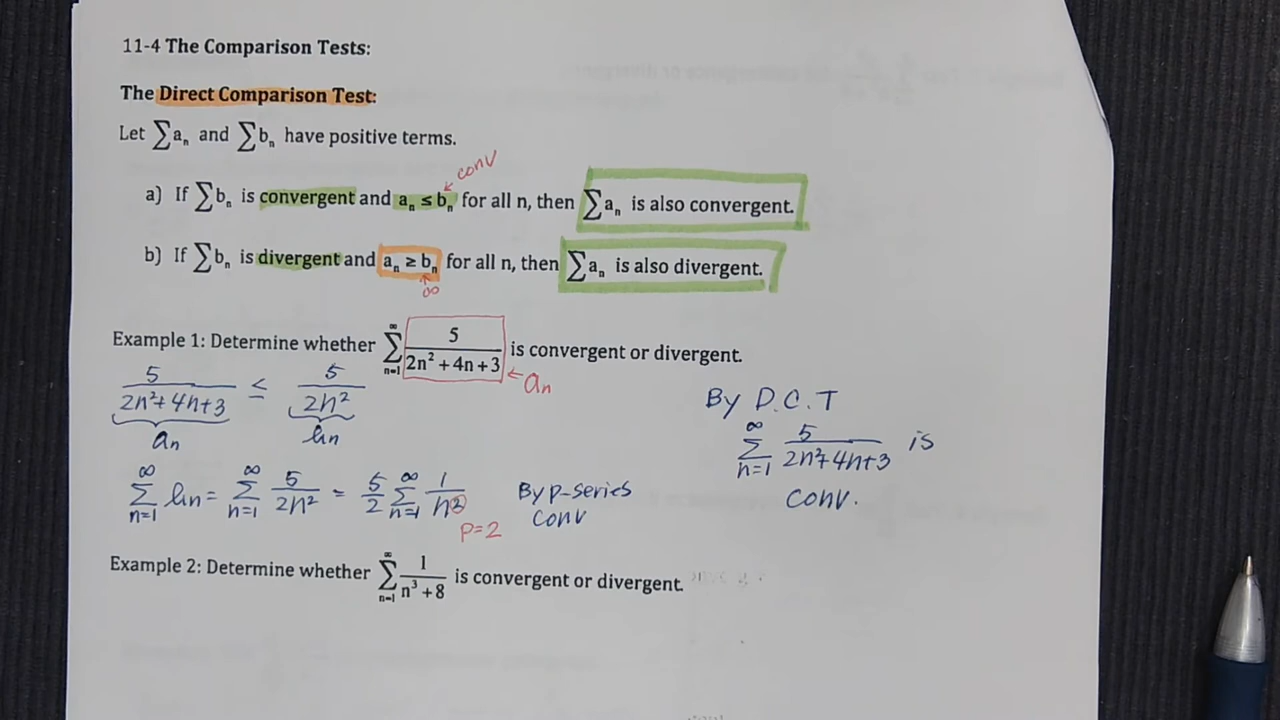 11-4 The Comparison Tests:
The Direct Comparison Test:
Let ∑aₙ and ∑bₙ have positive terms.
conv
a) If ∑bₙ is convergent and aₙ ≤ bₙ for all n, then ∑aₙ is also convergent.
b) If ∑bₙ is divergent and aₙ ≥ bₙ for all n, then ∑aₙ is also divergent.
∞
Example 1: Determine whether ∑_{n=1}^{∞} 5/(2n²+4n+3) is convergent or divergent.
← aₙ
5/(2n²+4n+3) ≤ 5/(2n²)
aₙ bₙ
∑_{n=1}^{∞} bₙ = ∑_{n=1}^{∞} 5/(2n²) = 5/2 ∑_{n=1}^{∞} 1/n² By p-series
conv
p=2
By D.C.T
∑_{n=1}^{∞} 5/(2n²+4n+3) is
conv.
Example 2: Determine whether ∑_{n=1}^{∞} 1/(n³+8) is convergent or divergent.